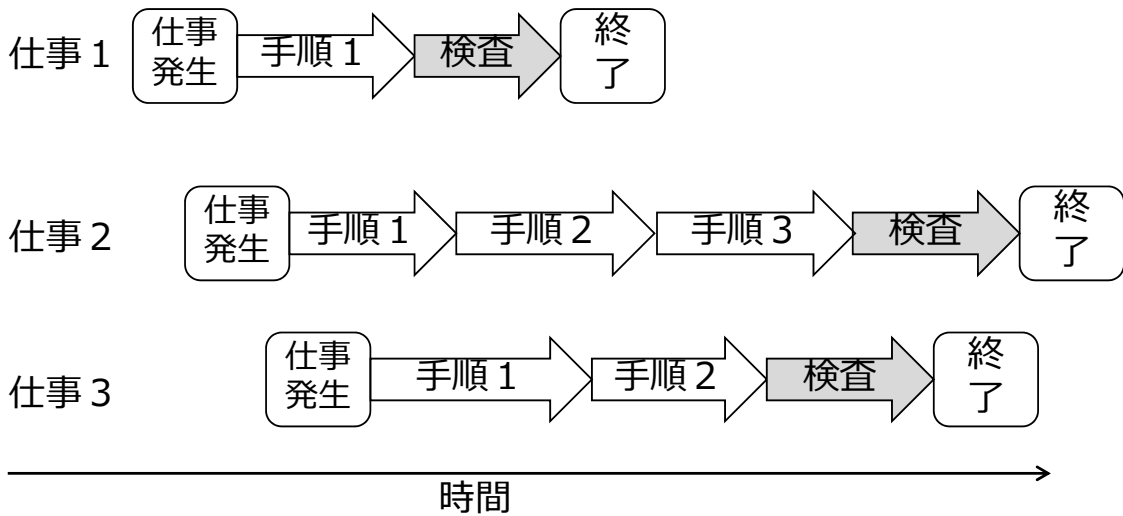 仕事１
仕事
発生
手順１
検査
終
了
仕事２
仕事
発生
手順１
手順２
手順３
検査
終
了
仕事３
仕事
発生
手順１
手順２
検査
終
了
時間